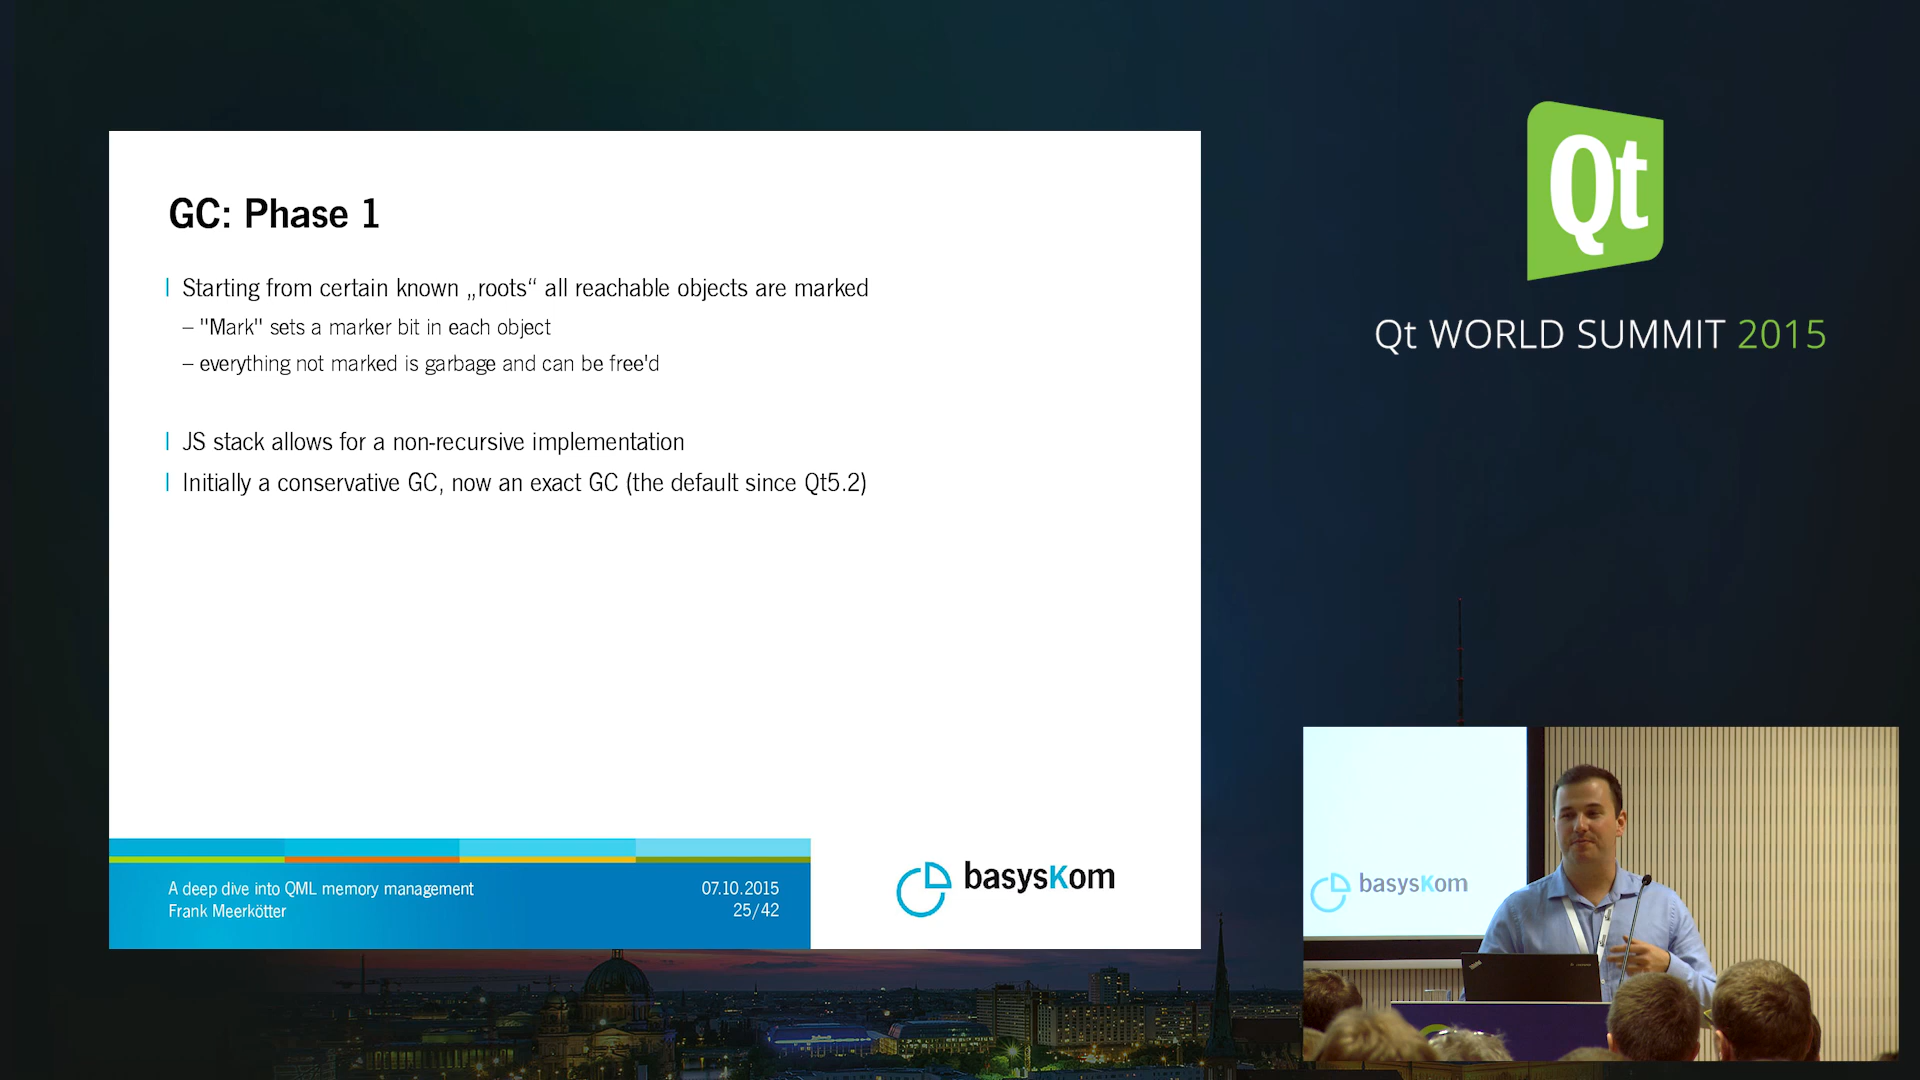 GC: Phase 1
Starting from certain known „roots“ all reachable objects are marked
– "Mark" sets a marker bit in each object
– everything not marked is garbage and can be free'd
JS stack allows for a non-recursive implementation
Initially a conservative GC, now an exact GC (the default since Qt5.2)
A deep dive into QML memory management
Frank Meerkötter
07.10.2015
25/42
basysKom
Qt
Qt WORLD SUMMIT 2015
basysKom